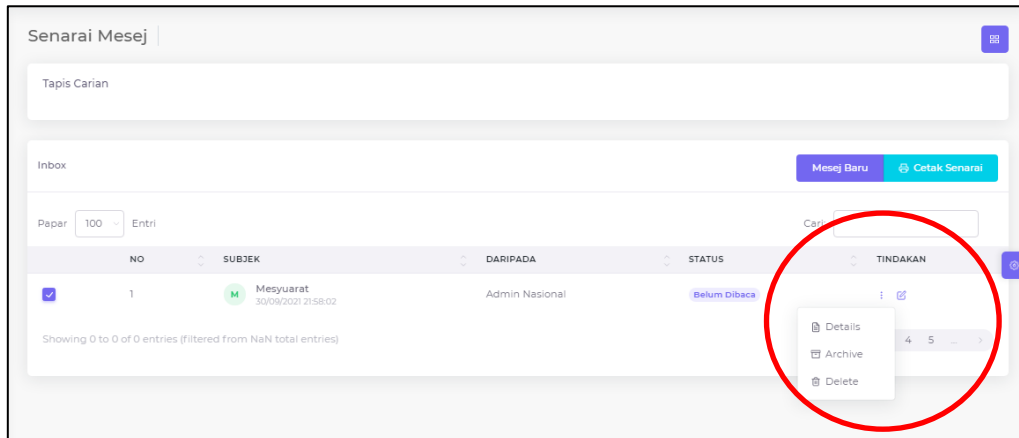 Senarai Mesej
Tapis Carian
Inbox
Mesej Baru
Cetak Senarai
Papar 100 Entri
Cari:
NO SUBJEK DARIPADA STATUS TINDAKAN
1 M Mesyuarat Admin Nasional Belum Dibaca
30/09/2021 21:58:02
Details
Archive
Delete
Showing 0 to 0 of 0 entries (filtered from NaN total entries)
4 5 ...